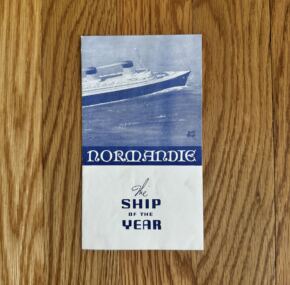 NORMANDIE
The
SHIP
OF THE
YEAR